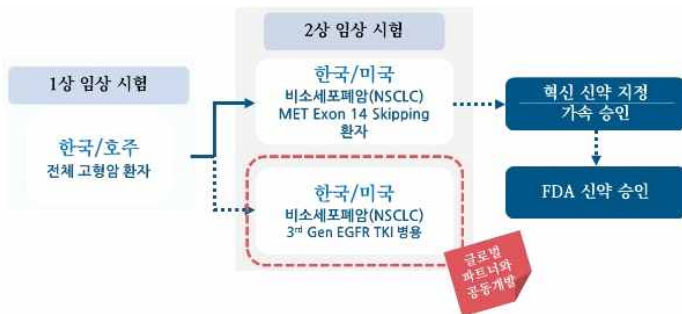 1상 임상 시험
한국/호주
전체 고형암 환자
2상 임상 시험
한국/미국
비소세포폐암(NSCLC)
MET Exon 14 Skipping
환자
한국/미국
비소세포폐암(NSCLC)
3rd Gen EGFR TKI 병용
글로벌
파트너와
공동개발
혁신 신약 지정
가속 승인
FDA 신약 승인